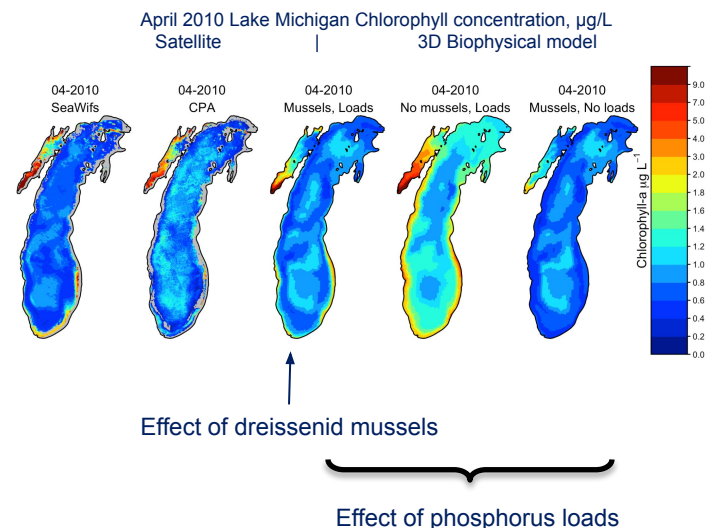 April 2010 Lake Michigan Chlorophyll concentration, µg/L
Satellite | 3D Biophysical model
04-2010 04-2010 04-2010 04-2010 04-2010
SeaWifs CPA Mussels, Loads No mussels, Loads Mussels, No loads
9.0
7.0
6.0
5.0
4.0
3.0
2.0
1.8
1.6
1.4
1.2
1.0
0.8
0.6
0.4
0.2
0.0
Chlorophyll-a µg L⁻¹
Effect of dreissenid mussels
Effect of phosphorus loads